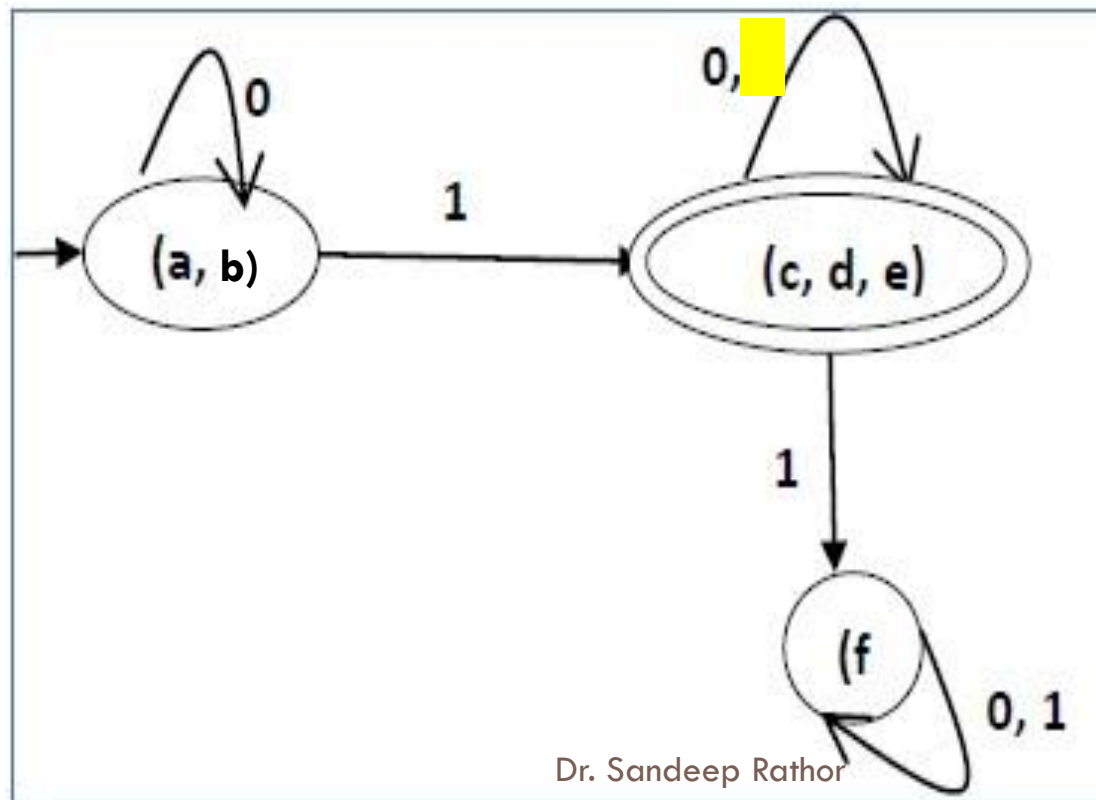 0
0,
1
(a, b)
(c, d, e)
1
(f
0, 1
Dr. Sandeep Rathor